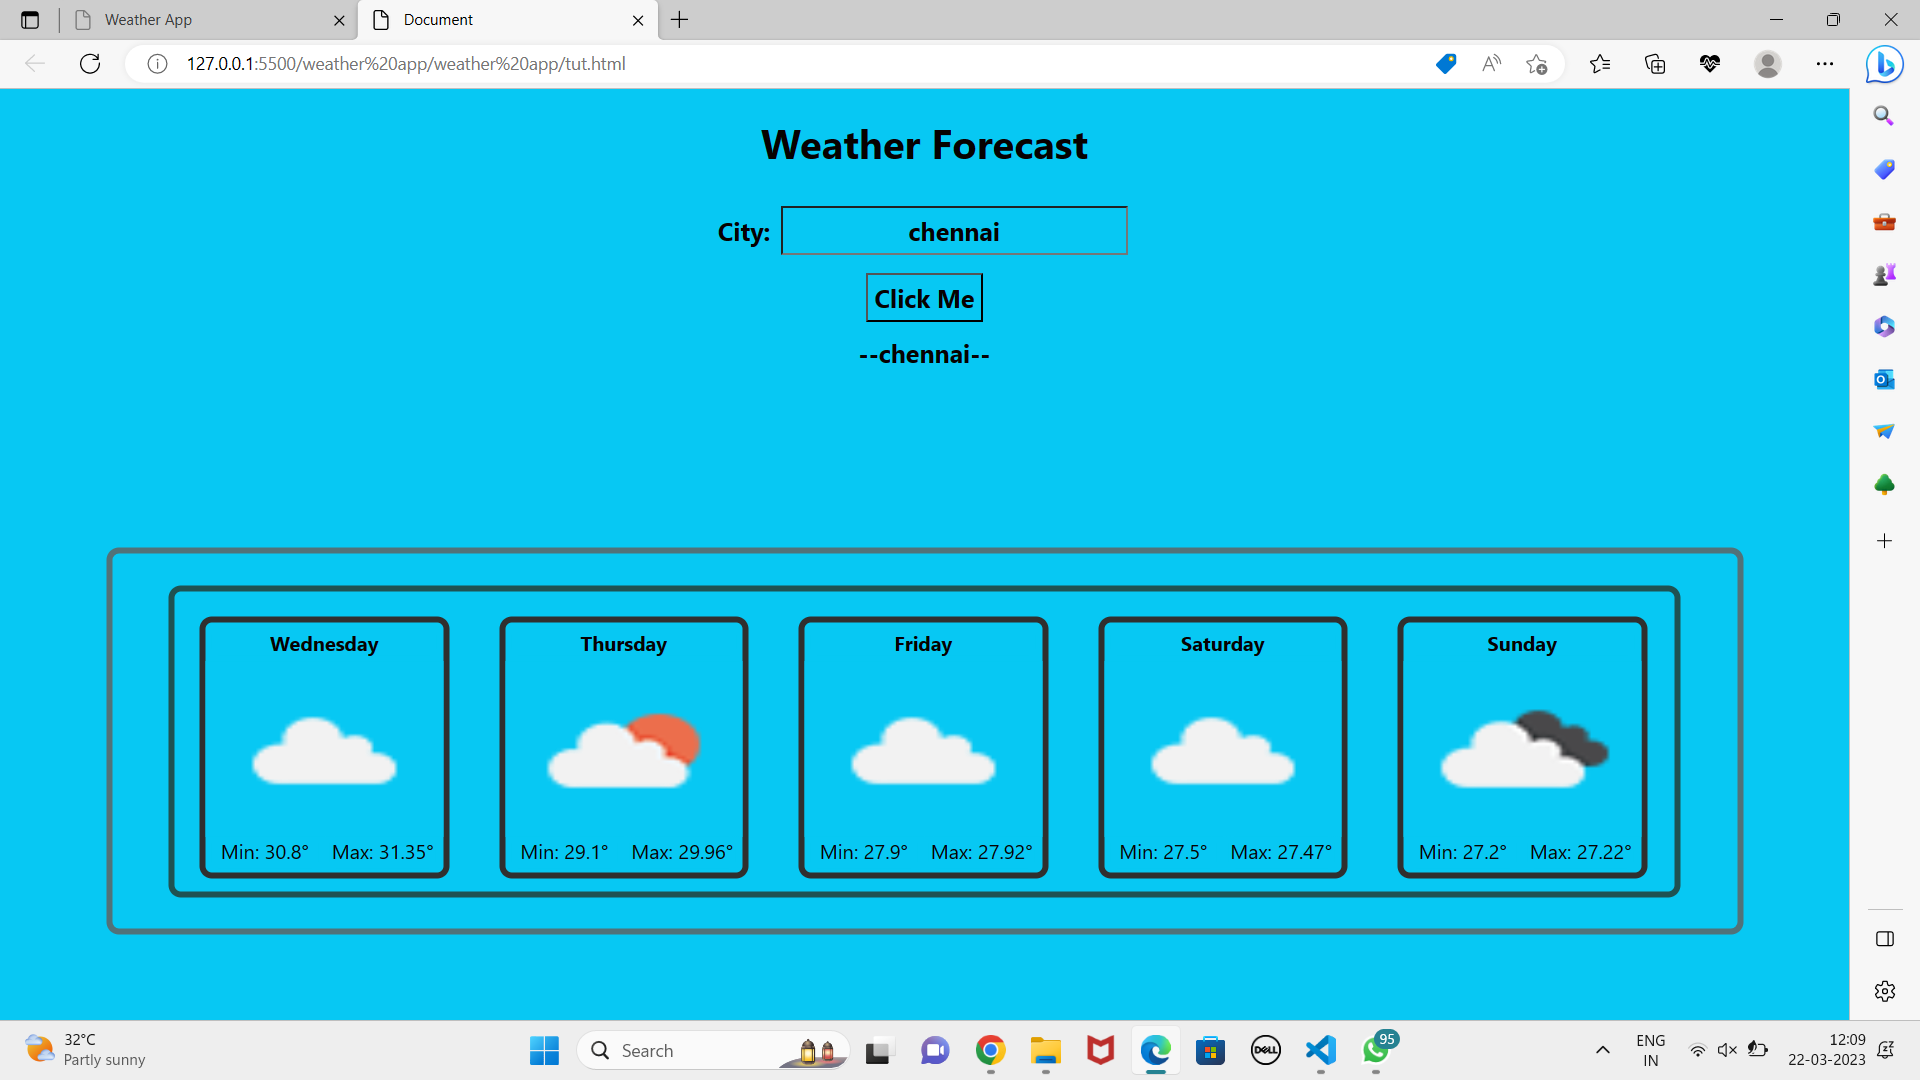 Weather App
Document
127.0.0.1:5500/weather%20app/weather%20app/tut.html
Weather Forecast
City: chennai
Click Me
--chennai--
Wednesday Thursday Friday Saturday Sunday
Min: 30.8° Max: 31.35° Min: 29.1° Max: 29.96° Min: 27.9° Max: 27.92° Min: 27.5° Max: 27.47° Min: 27.2° Max: 27.22°
32°C
Partly sunny
Search
DELL
95
ENG
IN
12:09
22-03-2023